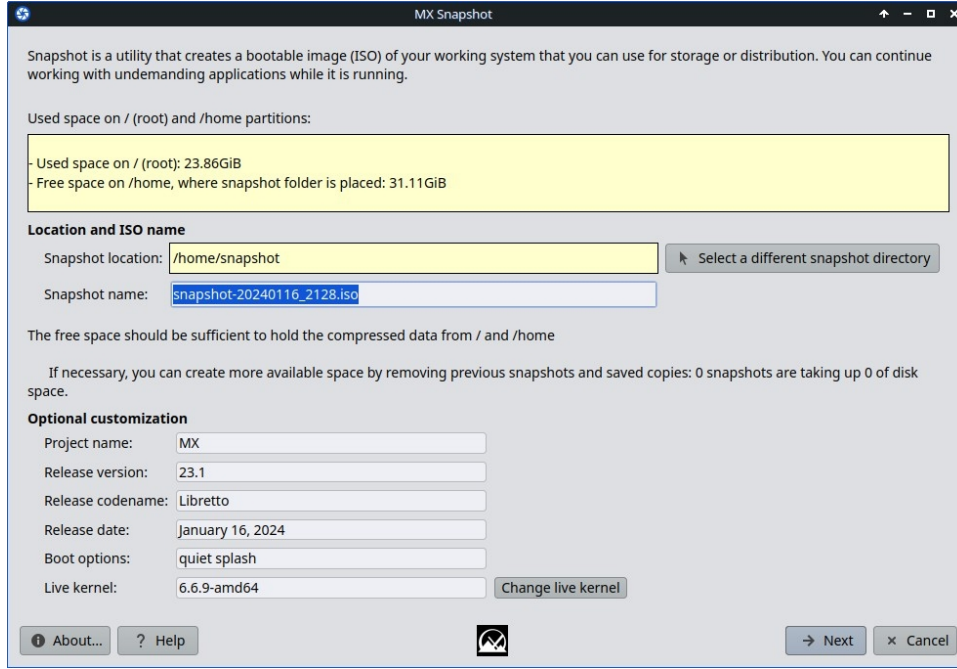 MX Snapshot
Snapshot is a utility that creates a bootable image (ISO) of your working system that you can use for storage or distribution. You can continue
working with undemanding applications while it is running.
Used space on / (root) and /home partitions:
- Used space on / (root): 23.86GiB
- Free space on /home, where snapshot folder is placed: 31.11GiB
Location and ISO name
Snapshot location: /home/snapshot Select a different snapshot directory
Snapshot name: snapshot-20240116_2128.iso
The free space should be sufficient to hold the compressed data from / and /home
If necessary, you can create more available space by removing previous snapshots and saved copies: 0 snapshots are taking up 0 of disk
space.
Optional customization
Project name: MX
Release version: 23.1
Release codename: Libretto
Release date: January 16, 2024
Boot options: quiet splash
Live kernel: 6.6.9-amd64 Change live kernel
About... ? Help Next Cancel